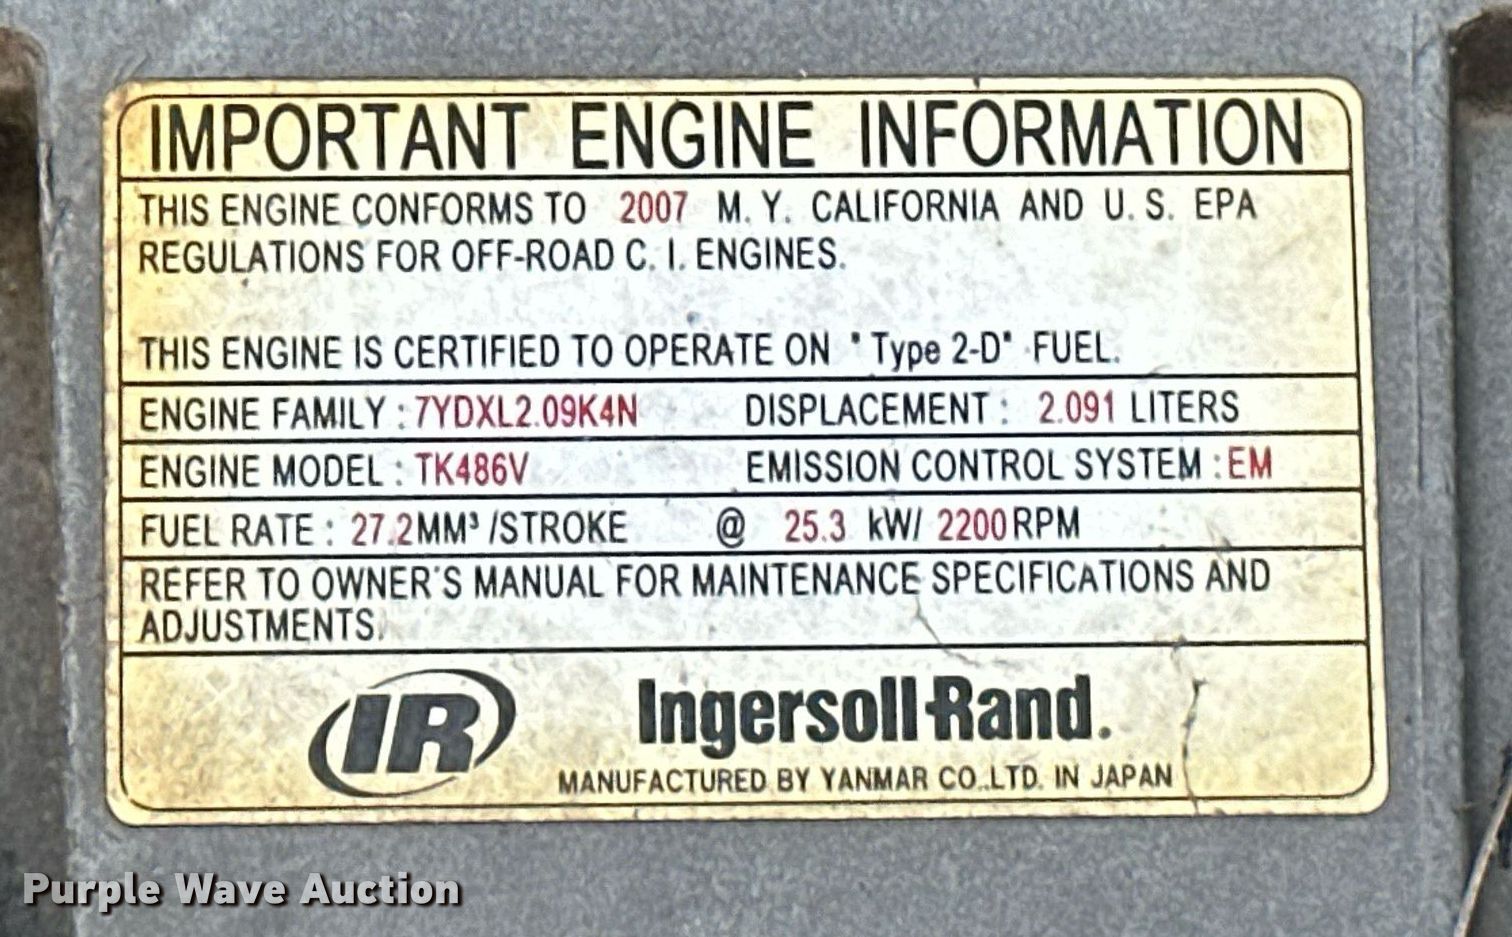 IMPORTANT ENGINE INFORMATION
THIS ENGINE CONFORMS TO 2007 M. Y. CALIFORNIA AND U. S. EPA
REGULATIONS FOR OFF-ROAD C. I. ENGINES.
THIS ENGINE IS CERTIFIED TO OPERATE ON "Type 2-D" FUEL.
ENGINE FAMILY : 7YDXL2.09K4N DISPLACEMENT : 2.091 LITERS
ENGINE MODEL : TK486V EMISSION CONTROL SYSTEM : EM
FUEL RATE : 27.2MM³/STROKE @ 25.3 kW/ 2200RPM
REFER TO OWNER'S MANUAL FOR MAINTENANCE SPECIFICATIONS AND
ADJUSTMENTS.
IR Ingersoll-Rand.
MANUFACTURED BY YANMAR CO.,LTD. IN JAPAN
Purple Wave Auction